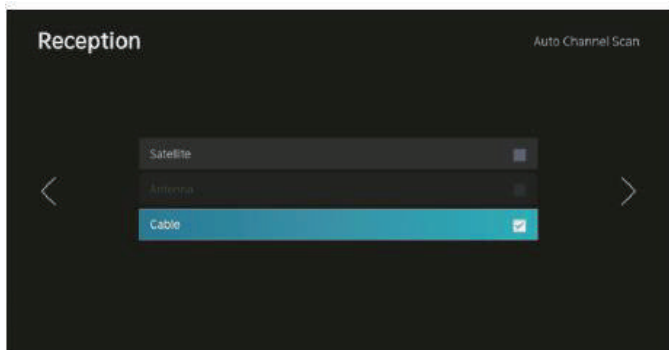 Reception
Auto Channel Scan
Satellite
Antenna
Cable